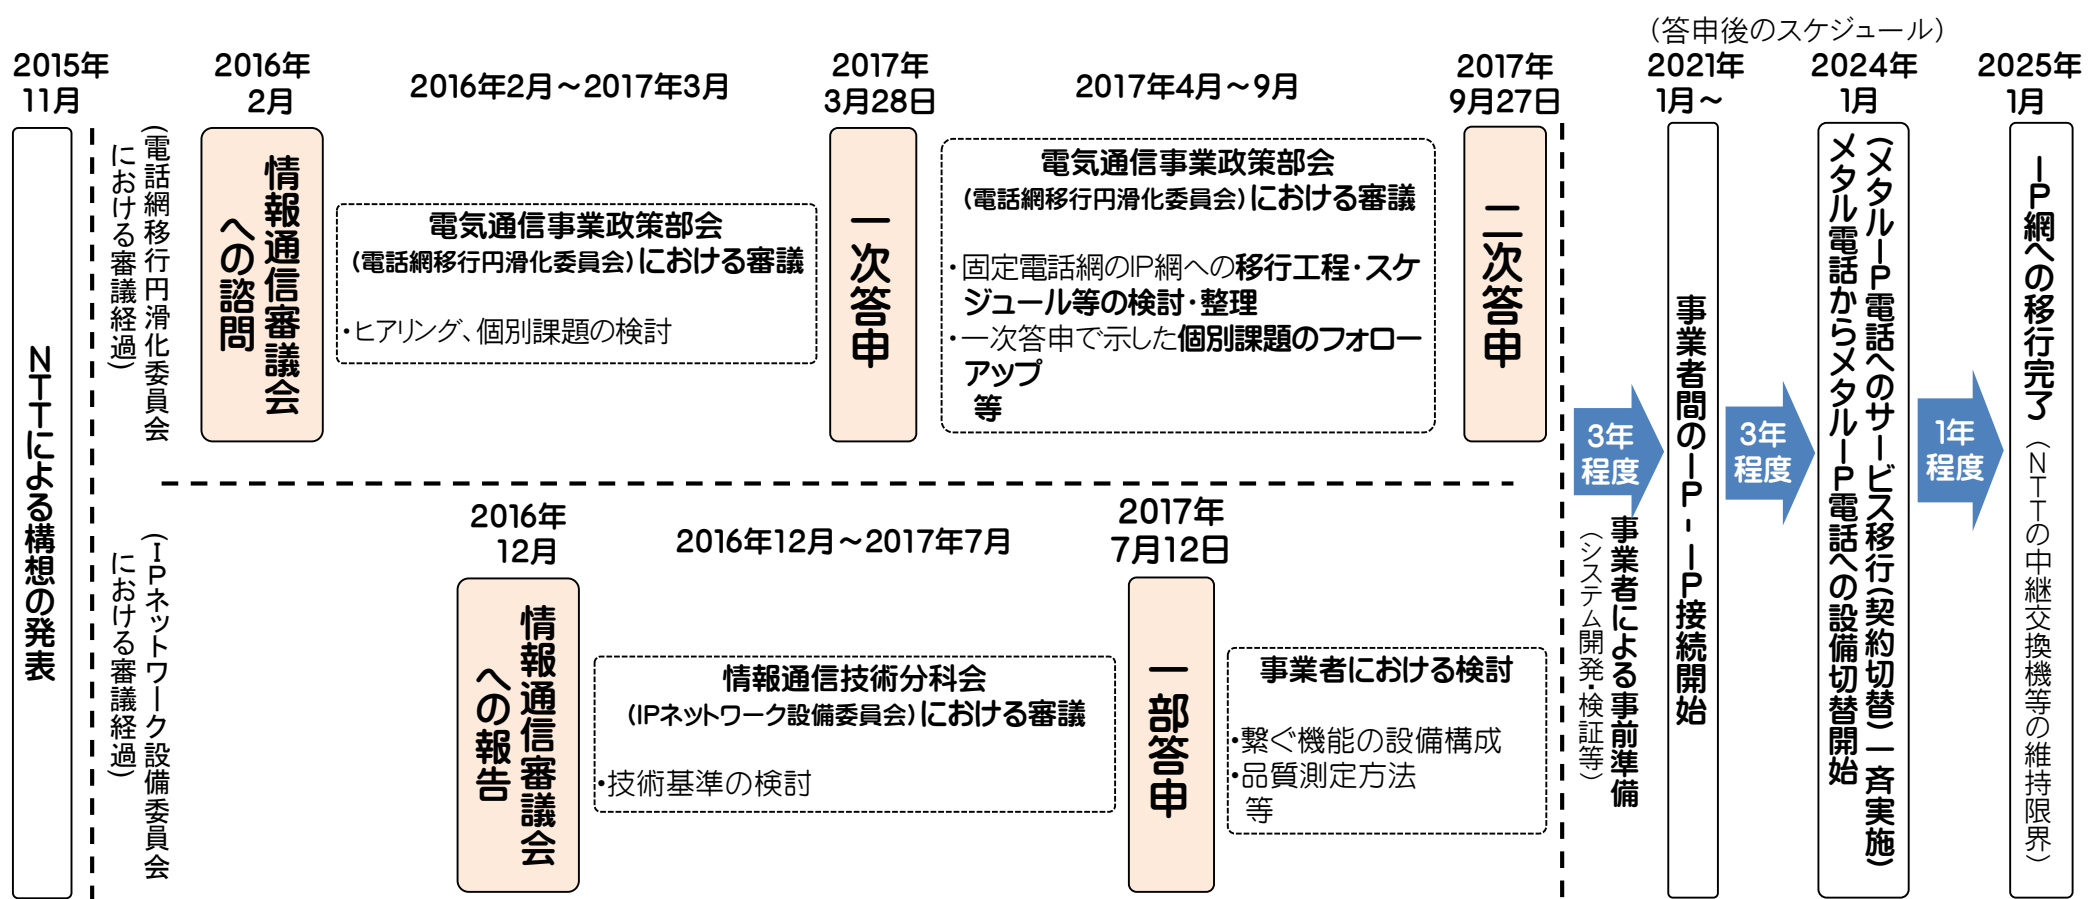 (答申後のスケジュール)
2015年
11月
2016年
2月
2016年2月～2017年3月
2017年
3月28日
2017年4月～9月
2017年
9月27日
2021年
1月～
2024年
1月
2025年
1月
NTTによる構想の発表
(電話網移行円滑化委員会
における審議経過)
情報通信審議会
への諮問
電気通信事業政策部会
(電話網移行円滑化委員会)における審議
・ヒアリング、個別課題の検討
一次答申
電気通信事業政策部会
(電話網移行円滑化委員会)における審議
・固定電話網のIP網への移行工程・スケ
ジュール等の検討・整理
・一次答申で示した個別課題のフォロー
アップ
等
二次答申
(IPネットワーク設備委員会
における審議経過)
2016年
12月
2016年12月～2017年7月
2017年
7月12日
情報通信審議会
への報告
情報通信技術分科会
(IPネットワーク設備委員会)における審議
・技術基準の検討
一部答申
事業者における検討
・繋ぐ機能の設備構成
・品質測定方法
等
3年
程度
事業者による事前準備
(システム開発・検証等)
事業者間のIP-IP接続開始
3年
程度
(メタルIP電話へのサービス移行(契約切替)一斉実施)
メタル電話からメタルIP電話への設備切替開始
1年
程度
IP網への移行完了(NTTの中継交換機等の維持限界)